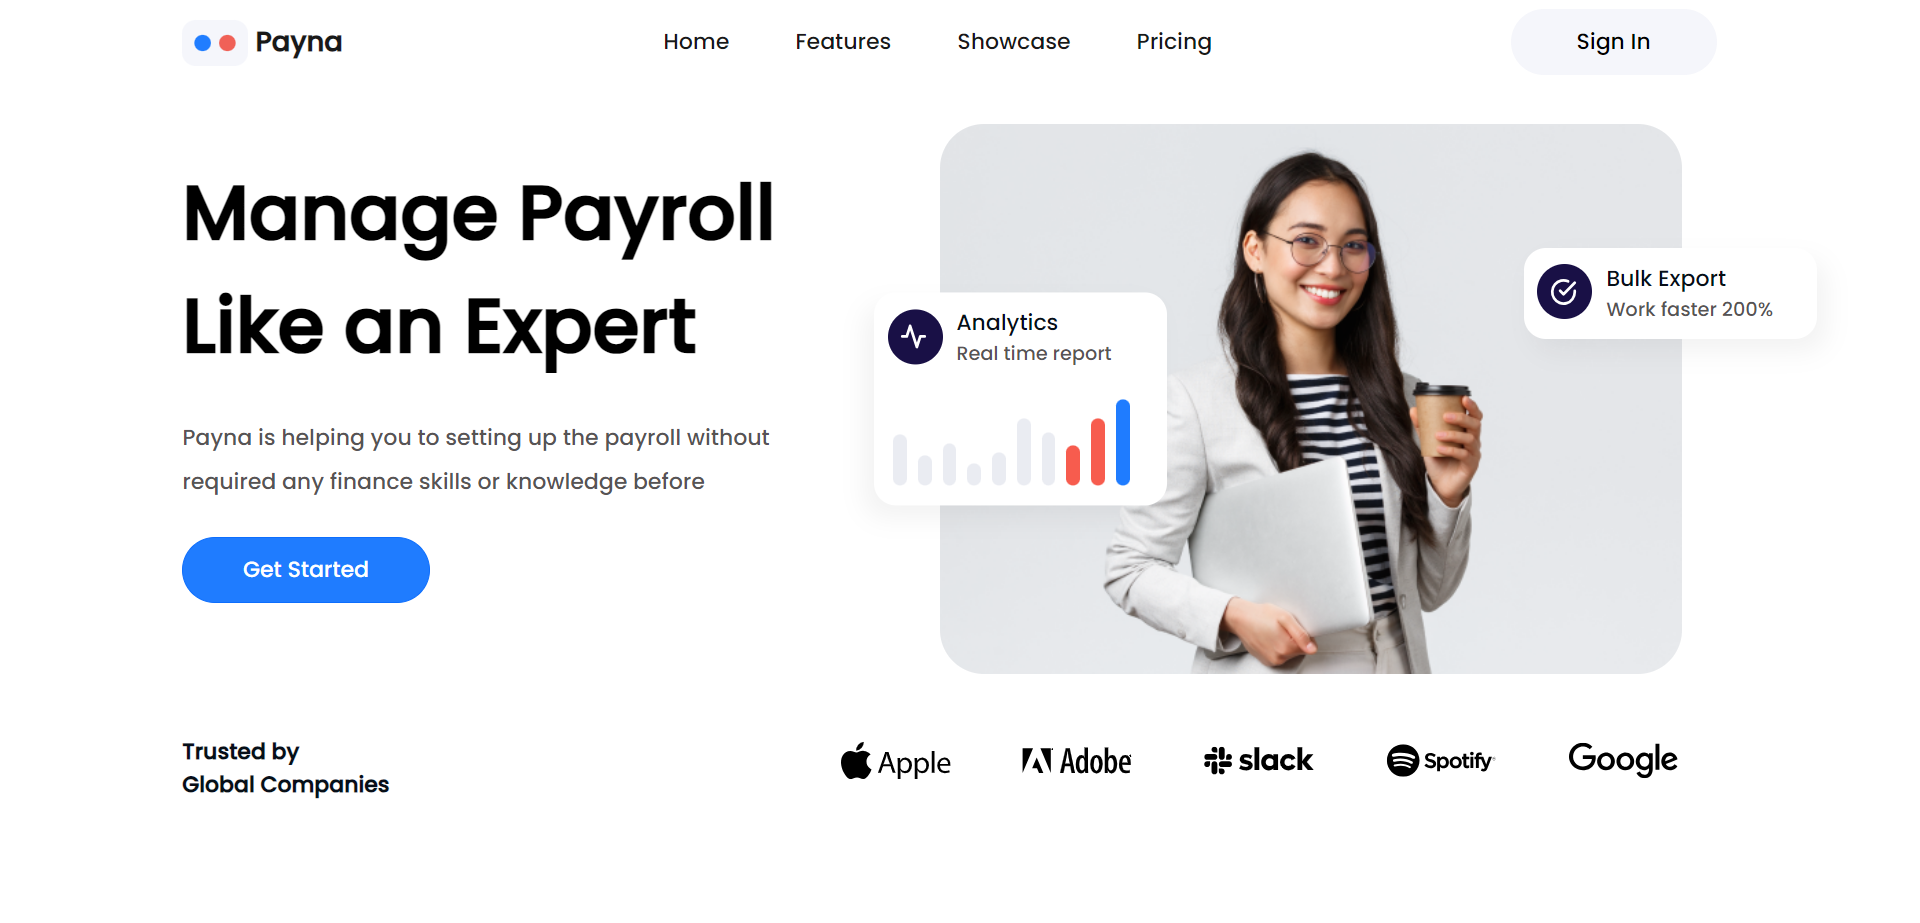 Payna
Home
Features
Showcase
Pricing
Sign In
Manage Payroll
Like an Expert
Payna is helping you to setting up the payroll without
required any finance skills or knowledge before
Get Started
Analytics
Real time report
Bulk Export
Work faster 200%
Trusted by
Global Companies
Apple
Adobe
slack
Spotify
Google